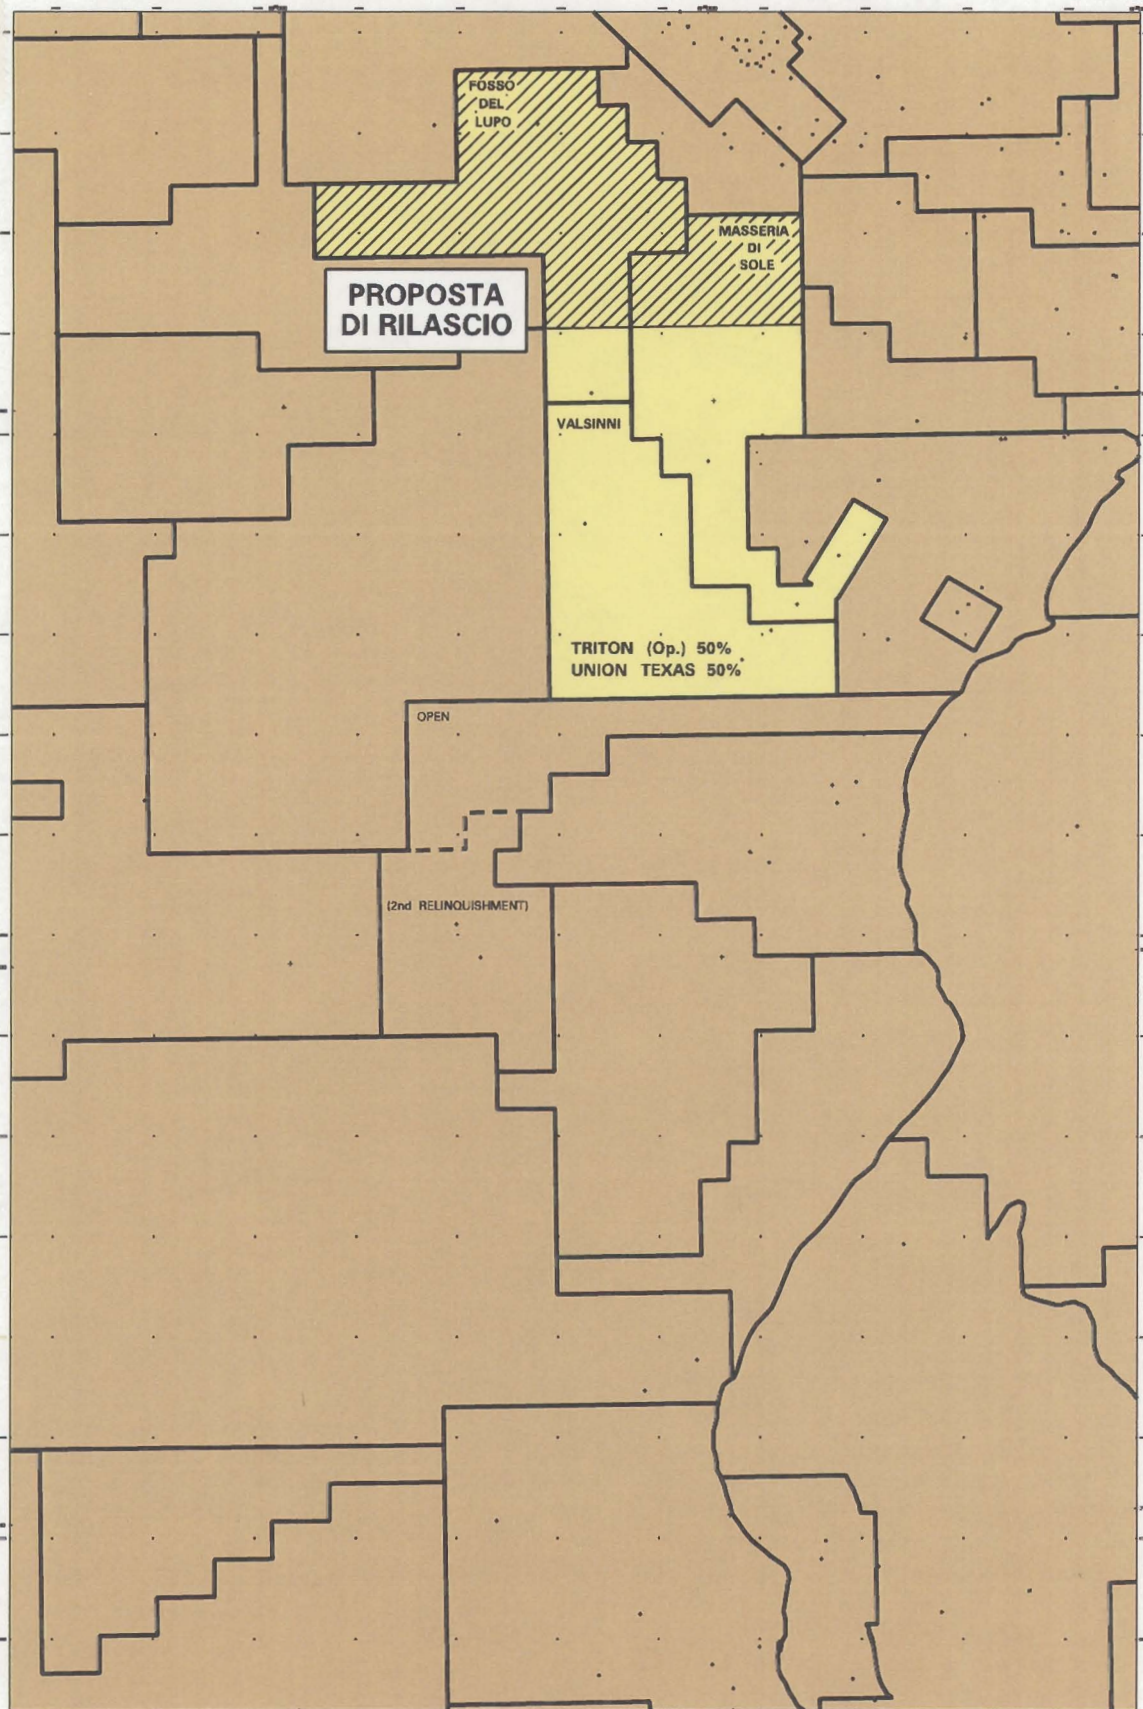 FOSSO
DEL
LUPO
MASSERIA
DI
SOLE
PROPOSTA
DI RILASCIO
VALSINNI
TRITON (Op.) 50%
UNION TEXAS 50%
OPEN
(2nd RELINQUISHMENT)